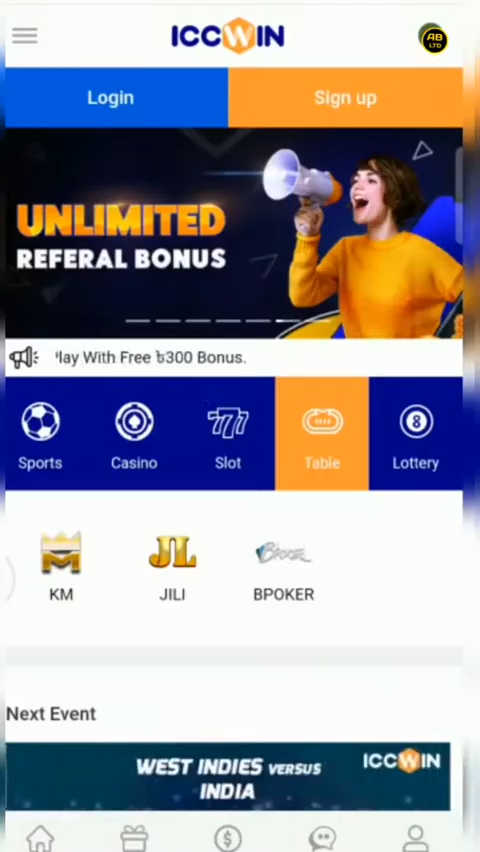 ICCWIN
AB
LTD
Login
Sign up
UNLIMITED
REFERAL BONUS
lay With Free ৳300 Bonus.
777
8
Sports
Casino
Slot
Table
Lottery
M
JL
Bpoker
KM
JILI
BPOKER
Next Event
ICCWIN
WEST INDIES VERSUS
INDIA
$